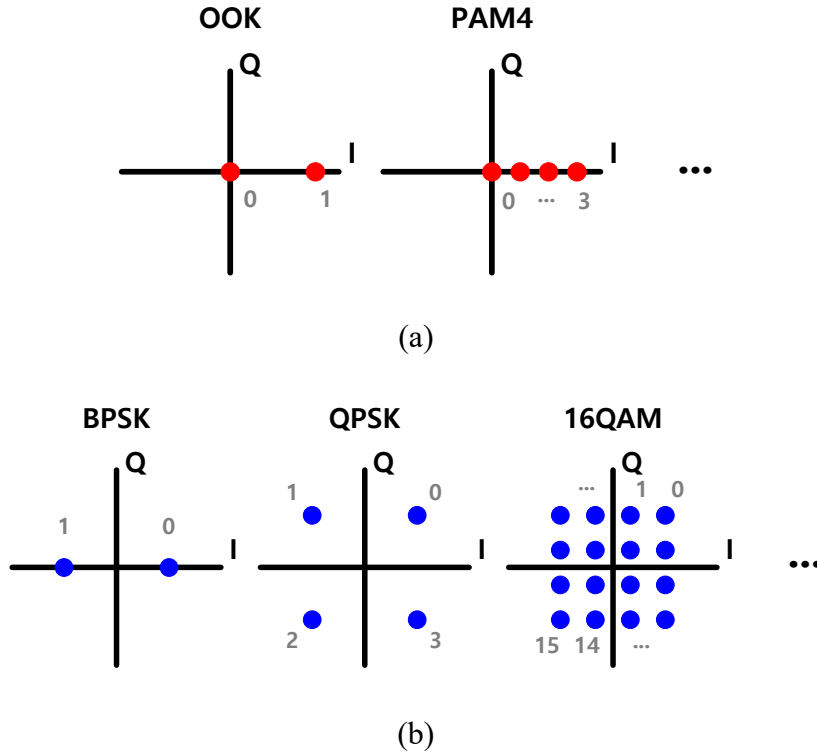 OOK PAM4
Q Q
I I
0 1 0 ... 3 ...
(a)
BPSK QPSK 16QAM
Q Q Q
1 0 ... 1 0
1 0 I I I
...
2 3 15 14 ...
(b)